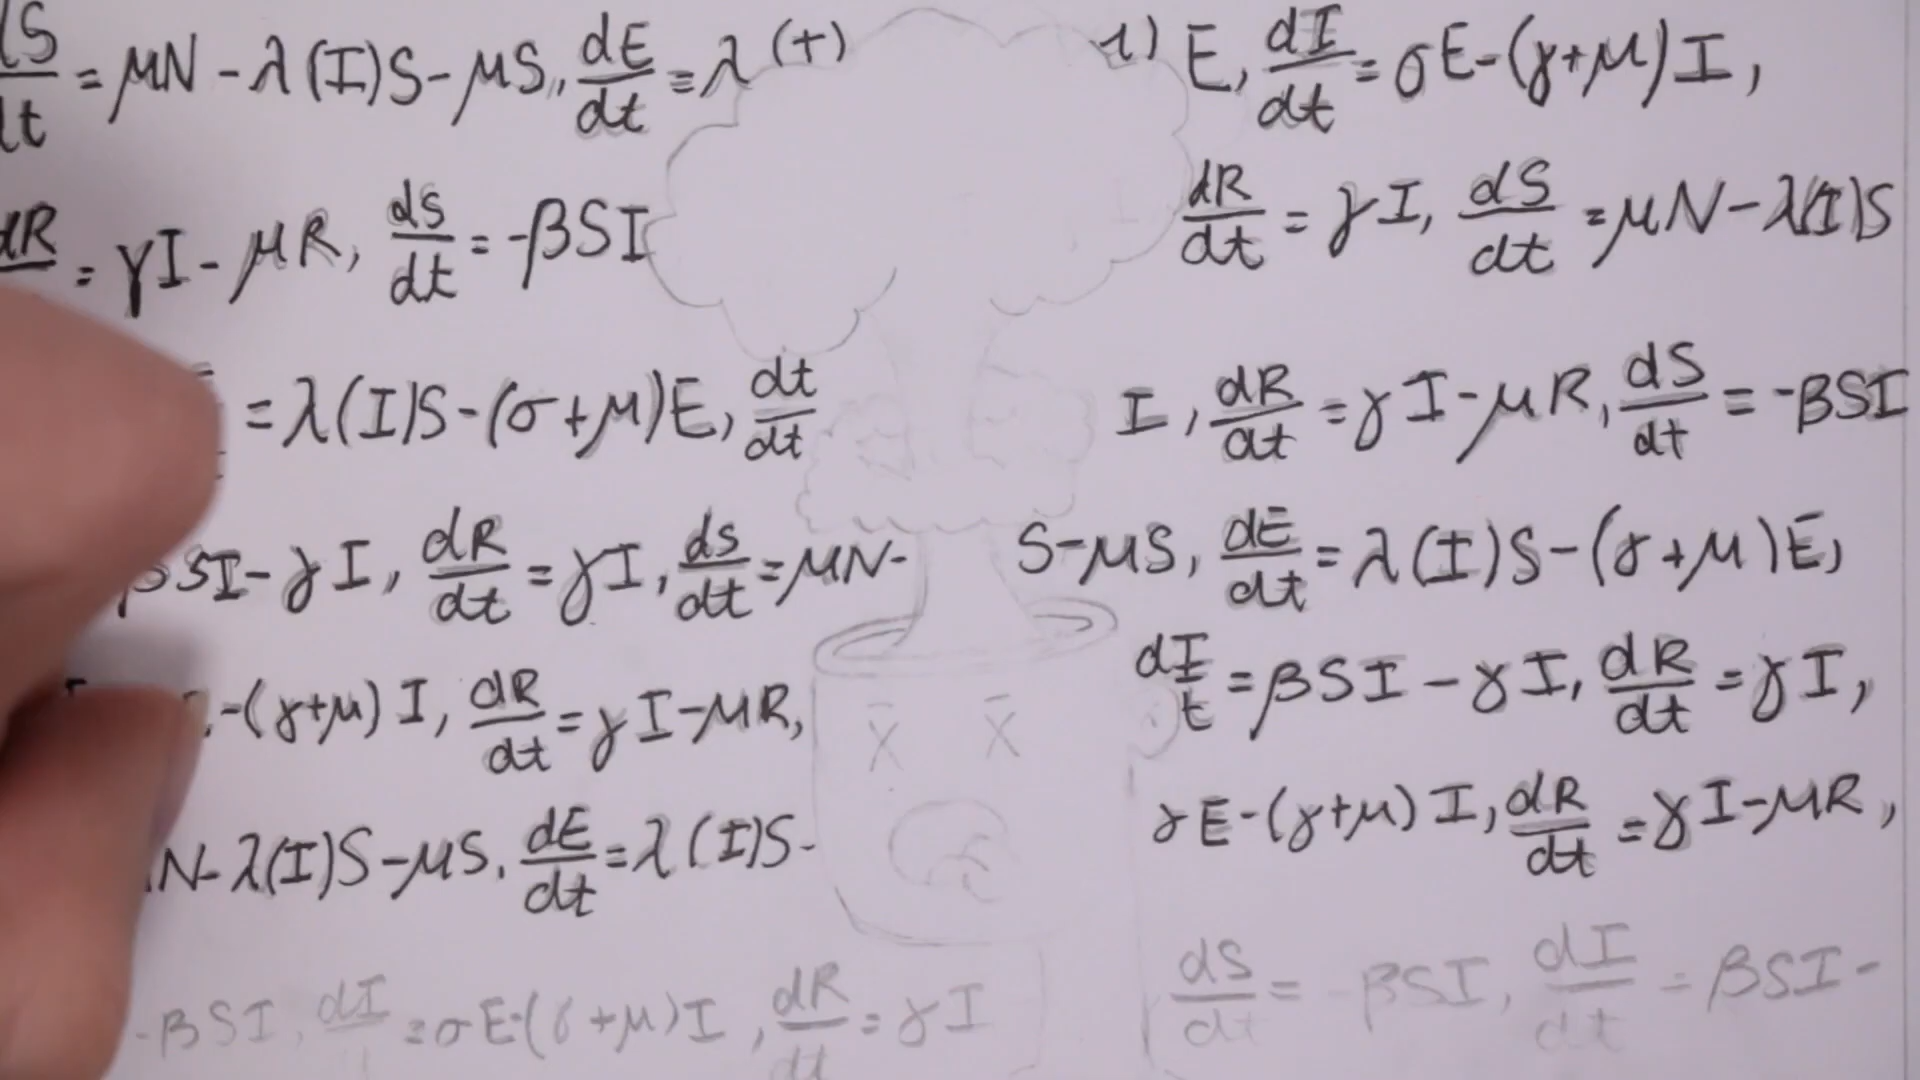 dS/dt = μN - λ(I)S - μS, dE/dt = λ(t) 1) E, dI/dt = σE - (γ+μ)I,
dR = γI - μR, dS/dt = -βSI dR/dt = γI, dS/dt = μN - λ(I)S
= λ(I)S - (σ+μ)E, dt/dt I, dR/dt = γI - μR, dS/dt = -βSI
βSI - γI, dR/dt = γI, dS/dt = μN- S - μS, dE/dt = λ(I)S - (γ+μ)E,
-(γ+μ)I, dR/dt = γI - μR, dI/t = βSI - γI, dR/dt = γI,
N - λ(I)S - μS, dE/dt = λ(I)S- γE - (γ+μ)I, dR/dt = γI - μR,
-βSI, dI = σE-(γ+μ)I, dR/dt = γI dS/dt = -βSI, dI/dt = βSI-
X X